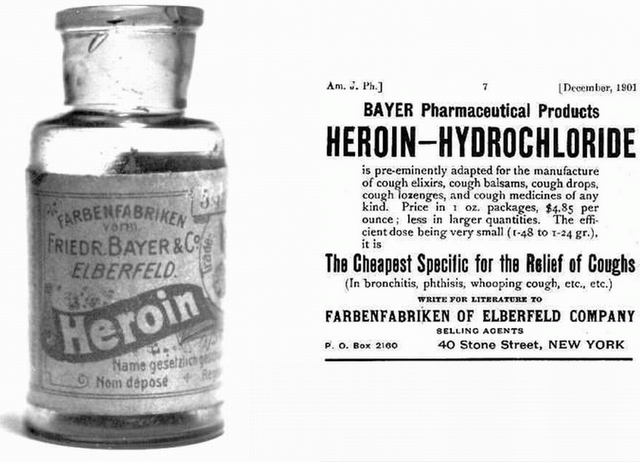 FARBENFABRIKEN
vorm.
FRIEDR. BAYER & Co.
ELBERFELD.
Heroin
Name gesetzlich
Nom déposé
Am. J. Ph.] 7 [December, 1901
BAYER Pharmaceutical Products
HEROIN—HYDROCHLORIDE
is pre-eminently adapted for the manufacture
of cough elixirs, cough balsams, cough drops,
cough lozenges, and cough medicines of any
kind. Price in 1 oz. packages, $4.85 per
ounce; less in larger quantities. The effi-
cient dose being very small (1-48 to 1-24 gr.),
it is
The Cheapest Specific for the Relief of Coughs
(In bronchitis, phthisis, whooping cough, etc., etc.)
WRITE FOR LITERATURE TO
FARBENFABRIKEN OF ELBERFELD COMPANY
SELLING AGENTS
P. O. Box 2160 40 Stone Street, NEW YORK